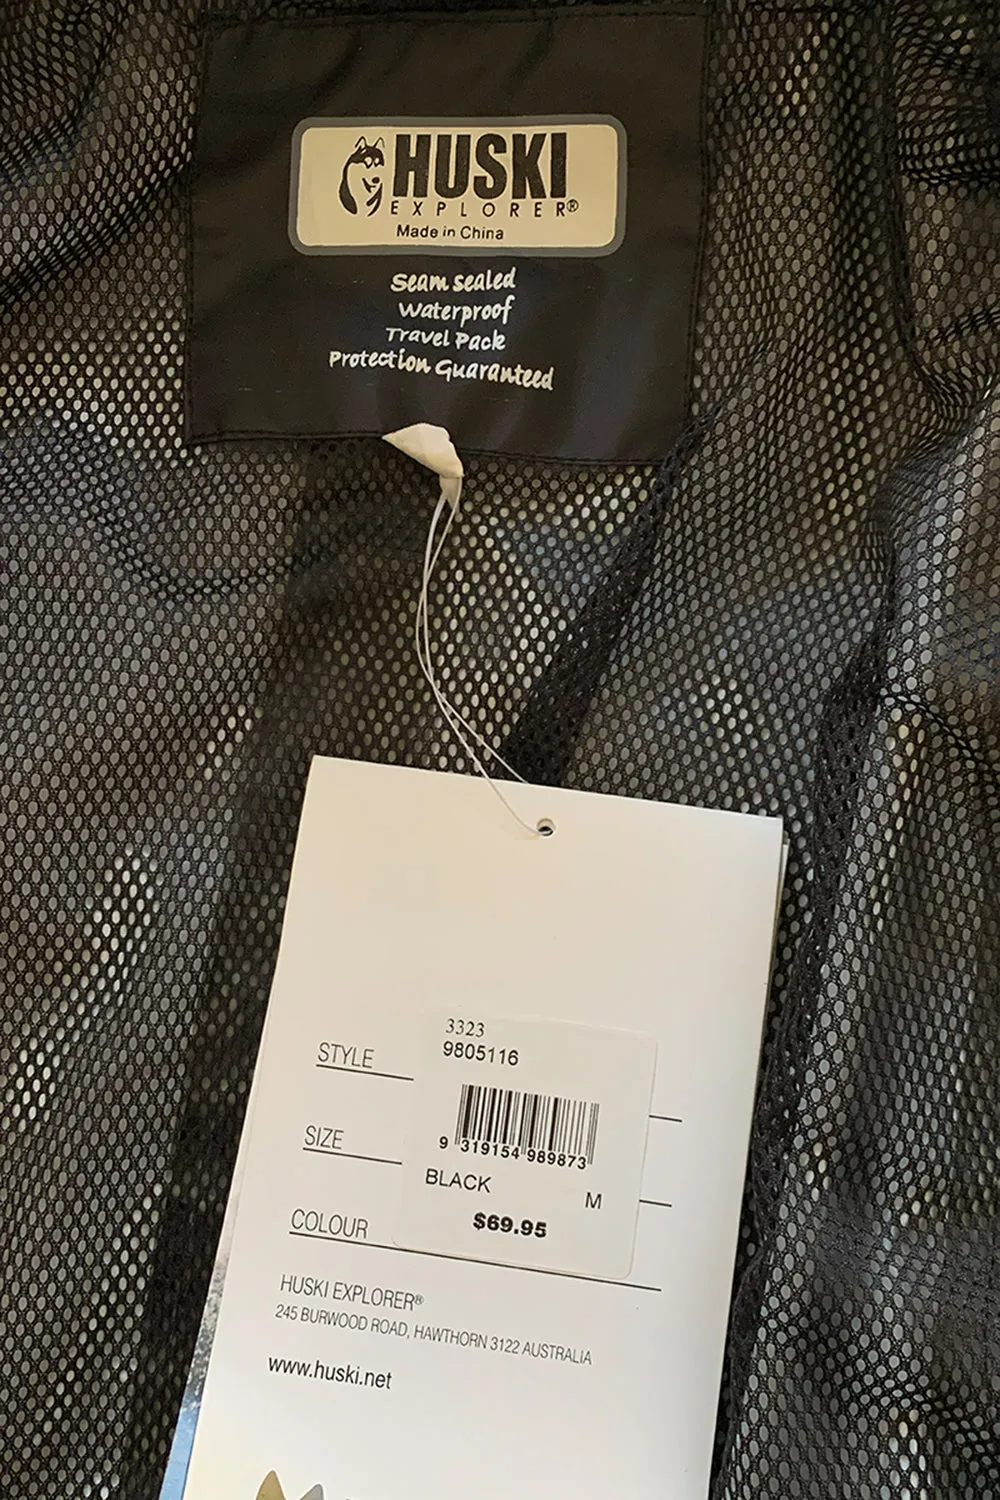 HUSKI
EXPLORER®
Made in China
Seam sealed
Waterproof
Travel Pack
Protection Guaranteed
3323
9805116
STYLE
9 319154 989873
SIZE
BLACK
M
$69.95
COLOUR
HUSKI EXPLORER®
245 BURWOOD ROAD, HAWTHORN 3122 AUSTRALIA
www.huski.net